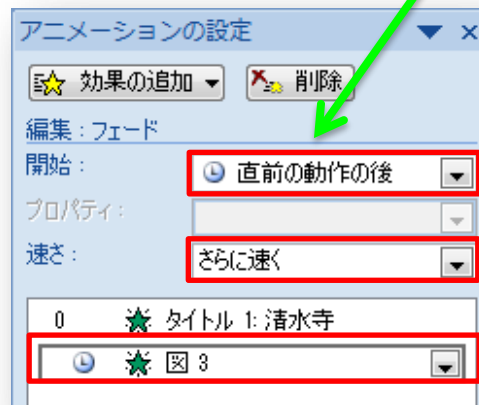 アニメーションの設定
効果の追加 削除
編集：フェード
開始： 直前の動作の後
プロパティ：
速さ： さらに速く
0 タイトル 1: 清水寺
図 3